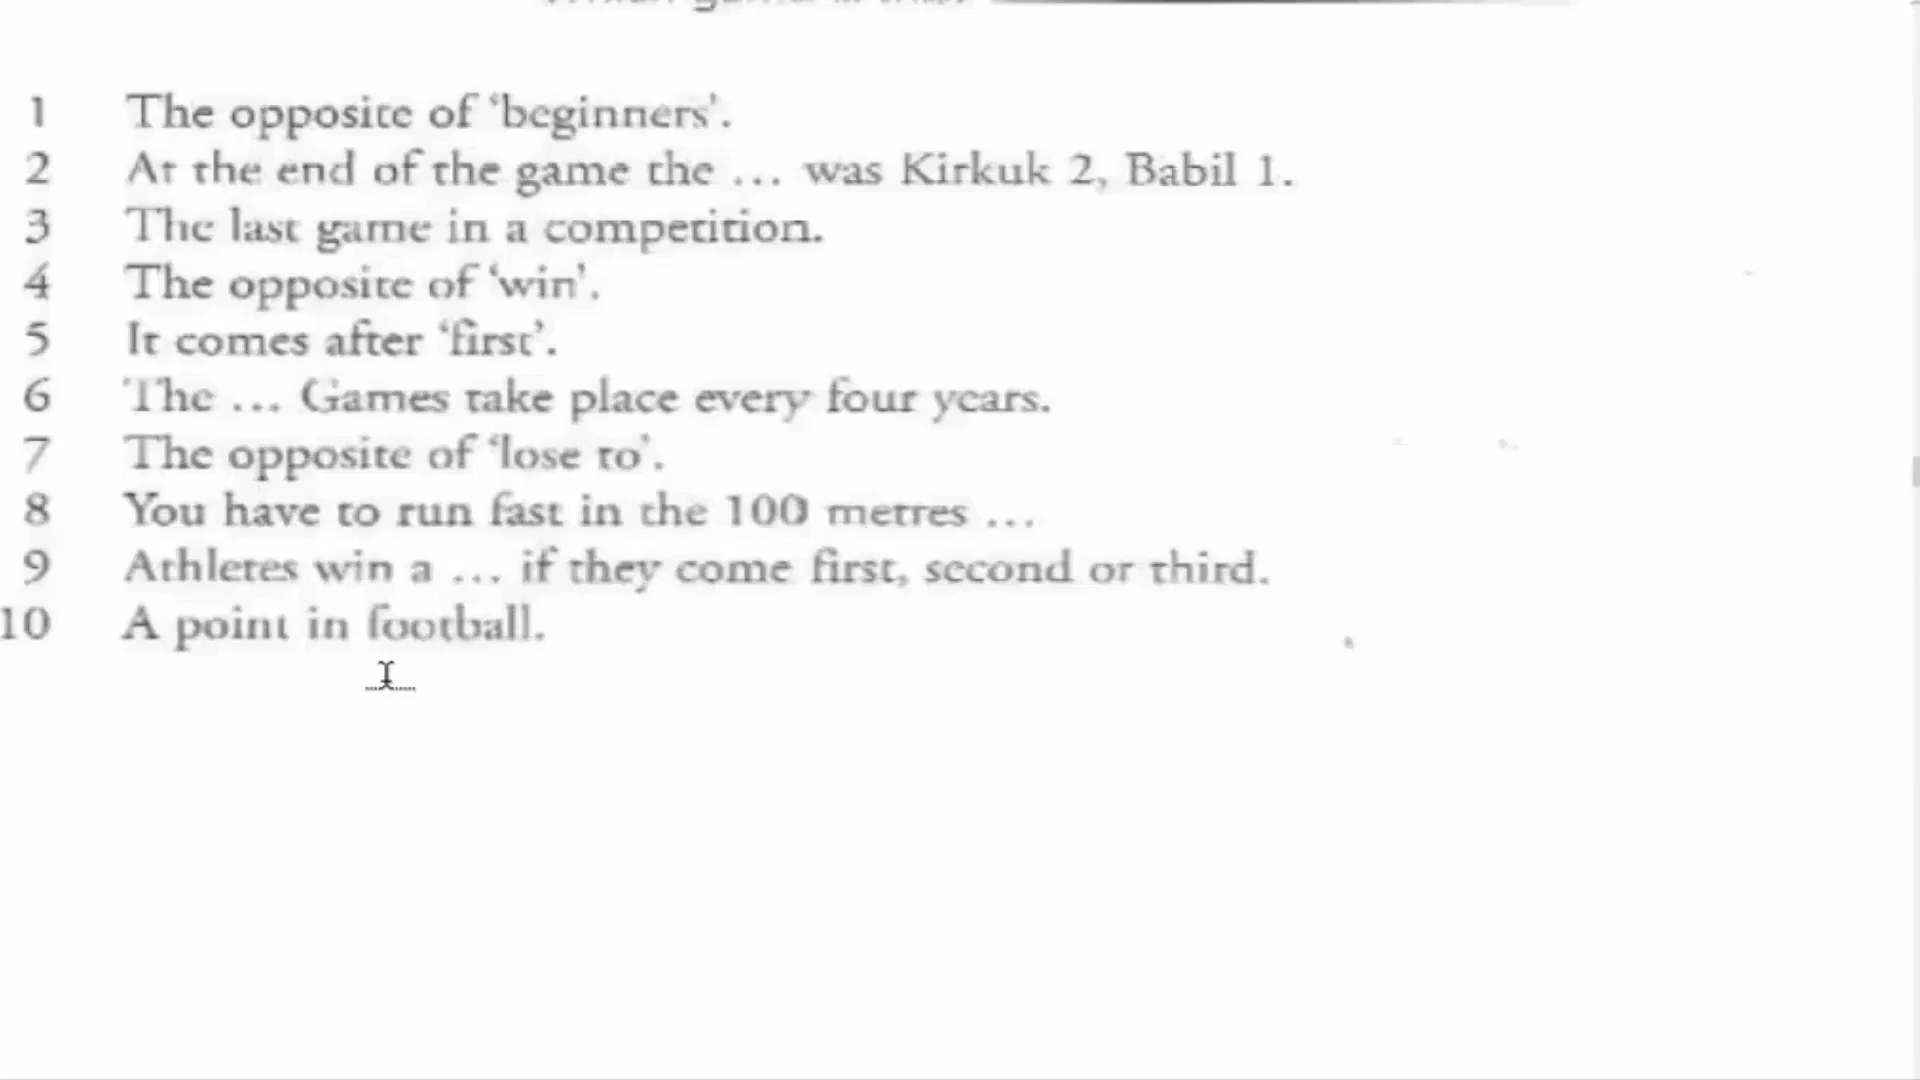 1 The opposite of ‘beginners’.
2 At the end of the game the ... was Kirkuk 2, Babil 1.
3 The last game in a competition.
4 The opposite of ‘win’.
5 It comes after ‘first’.
6 The ... Games take place every four years.
7 The opposite of ‘lose to’.
8 You have to run fast in the 100 metres ...
9 Athletes win a ... if they come first, second or third.
10 A point in football.